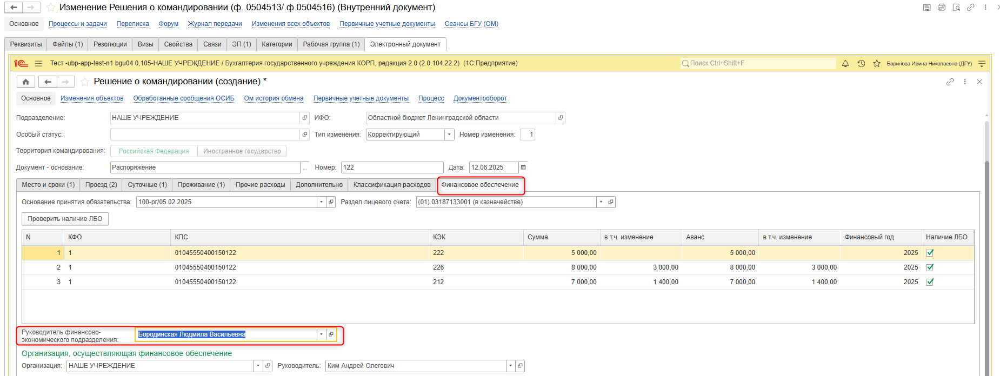 Изменение Решения о командировании (ф. 0504513/ ф.0504516) (Внутренний документ)
Основное Процессы и задачи Переписка Форум Журнал передачи Изменения всех объектов Первичные учетные документы Сеансы БГУ (ОМ)
Реквизиты Файлы (1) Резолюции Визы Свойства Связи ЭП (1) Категории Рабочая группа (1) Электронный документ
1С Тест -ubp-app-test-n1 bgu04 0,105-НАШЕ УЧРЕЖДЕНИЕ / Бухгалтерия государственного учреждения КОРП, редакция 2.0 (2.0.104.22.2) (1С:Предприятие) Поиск Ctrl+Shift+F Баринова Ирина Николаевна (ДГУ)
Решение о командировании (создание) *
Основное Изменения объектов Обработанные сообщения ОСИБ Ом история обмена Первичные учетные документы Процесс Документооборот
Подразделение: НАШЕ УЧРЕЖДЕНИЕ ИФО: Областной бюджет Ленинградской области
Особый статус: Тип изменения: Корректирующий Номер изменения: 1
Территория командирования: Российская Федерация Иностранное государство
Документ - основание: Распоряжение ... Номер: 122 Дата: 12.06.2025
Место и сроки (1) Проезд (2) Суточные (1) Проживание (1) Прочие расходы Дополнительно Классификация расходов Финансовое обеспечение
Основание принятия обязательства: 100-рг/05.02.2025 Раздел лицевого счета: (01) 03187133001 (в казначействе)
Проверить наличие ЛБО
N КФО КПС КЭК Сумма в т.ч. изменение Аванс в т.ч. изменение Финансовый год Наличие ЛБО
1 1 01045550400150122 222 5 000,00 5 000,00 2025
2 1 01045550400150122 226 8 000,00 3 000,00 8 000,00 3 000,00 2025
3 1 01045550400150122 212 7 000,00 1 400,00 7 000,00 1 400,00 2025
Руководитель финансово-
экономического подразделения: Бородинская Людмила Васильевна
Организация, осуществляющая финансовое обеспечение
Организация: НАШЕ УЧРЕЖДЕНИЕ Руководитель: Ким Андрей Олегович